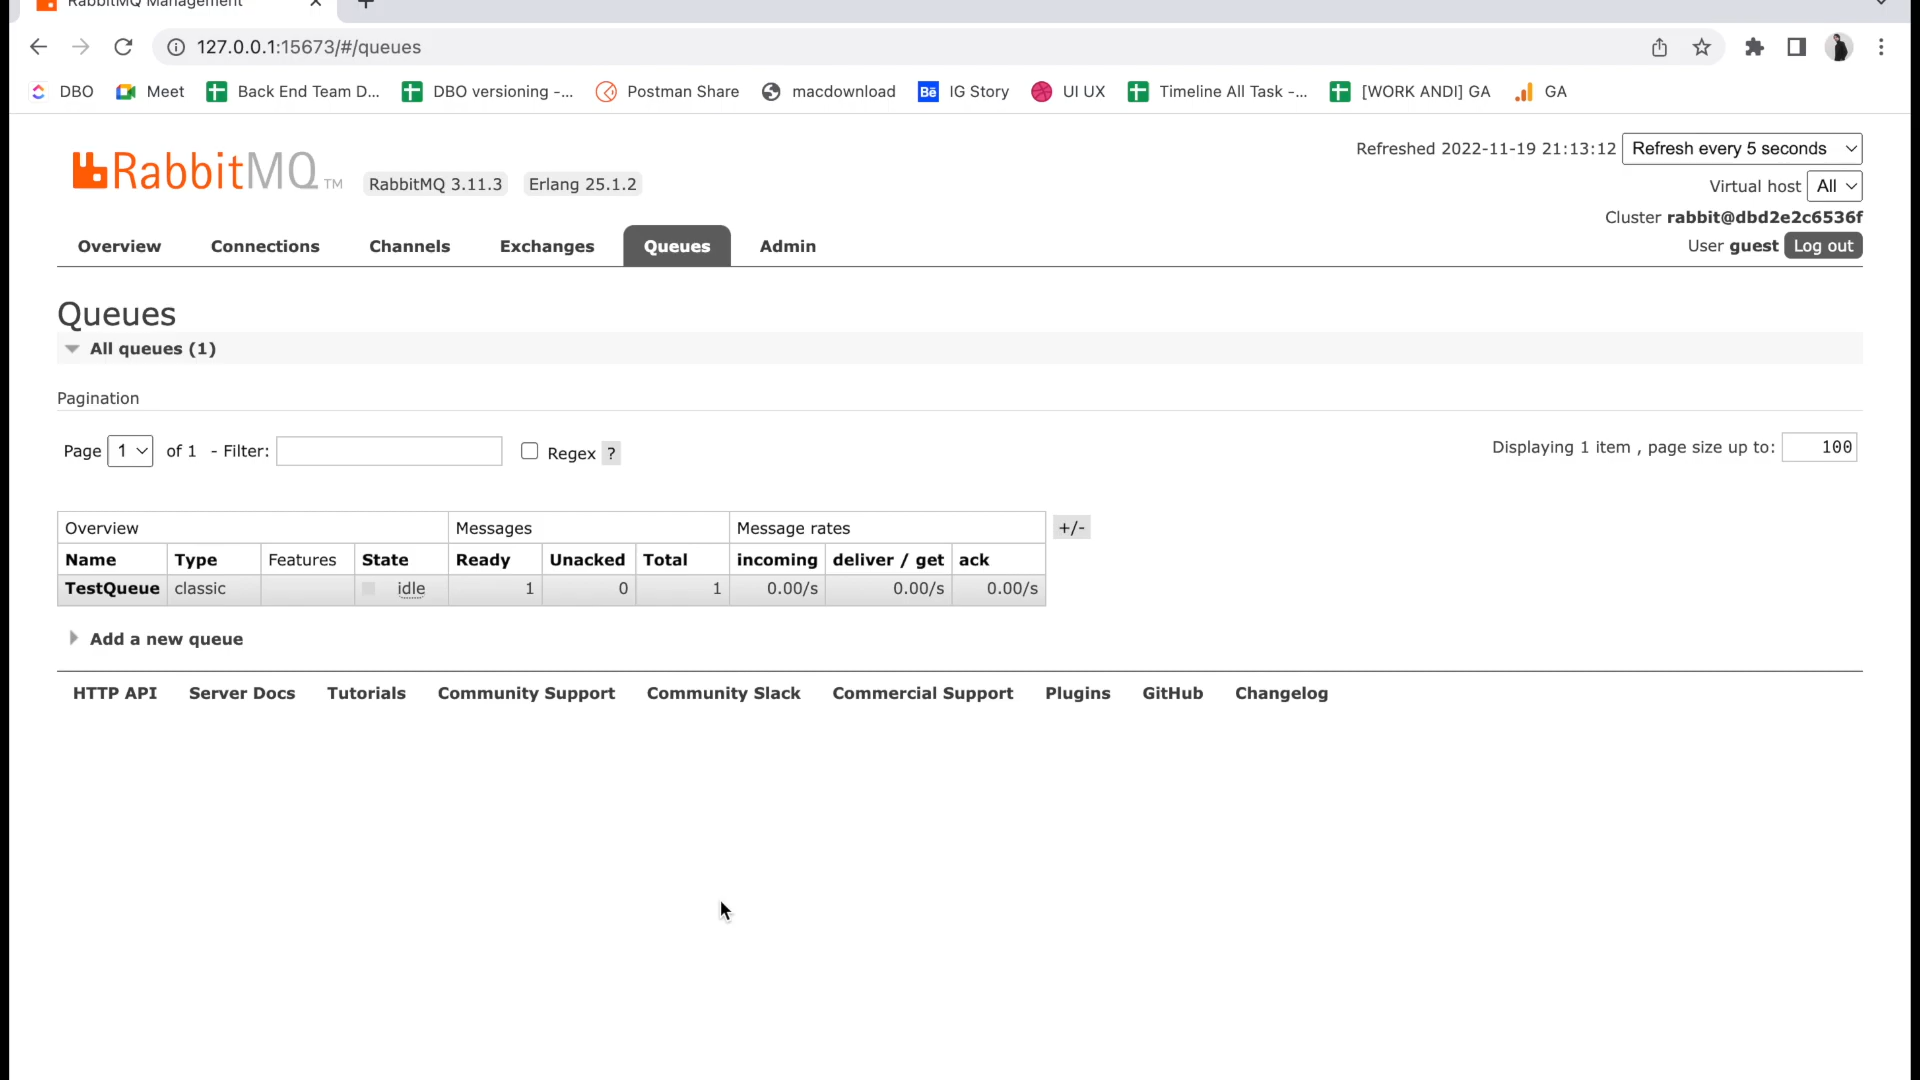 RabbitMQ Management
127.0.0.1:15673/#/queues
DBO Meet Back End Team D... DBO versioning -... Postman Share macdownload Bē IG Story UI UX Timeline All Task -... [WORK ANDI] GA GA
RabbitMQ TM RabbitMQ 3.11.3 Erlang 25.1.2
Refreshed 2022-11-19 21:13:12 Refresh every 5 seconds
Virtual host All
Cluster rabbit@dbd2e2c6536f
User guest Log out
Overview Connections Channels Exchanges Queues Admin
Queues
All queues (1)
Pagination
Page 1 of 1 - Filter: Regex ? Displaying 1 item , page size up to: 100
Overview Messages Message rates +/-
Name Type Features State Ready Unacked Total incoming deliver / get ack
TestQueue classic idle 1 0 1 0.00/s 0.00/s 0.00/s
Add a new queue
HTTP API Server Docs Tutorials Community Support Community Slack Commercial Support Plugins GitHub Changelog